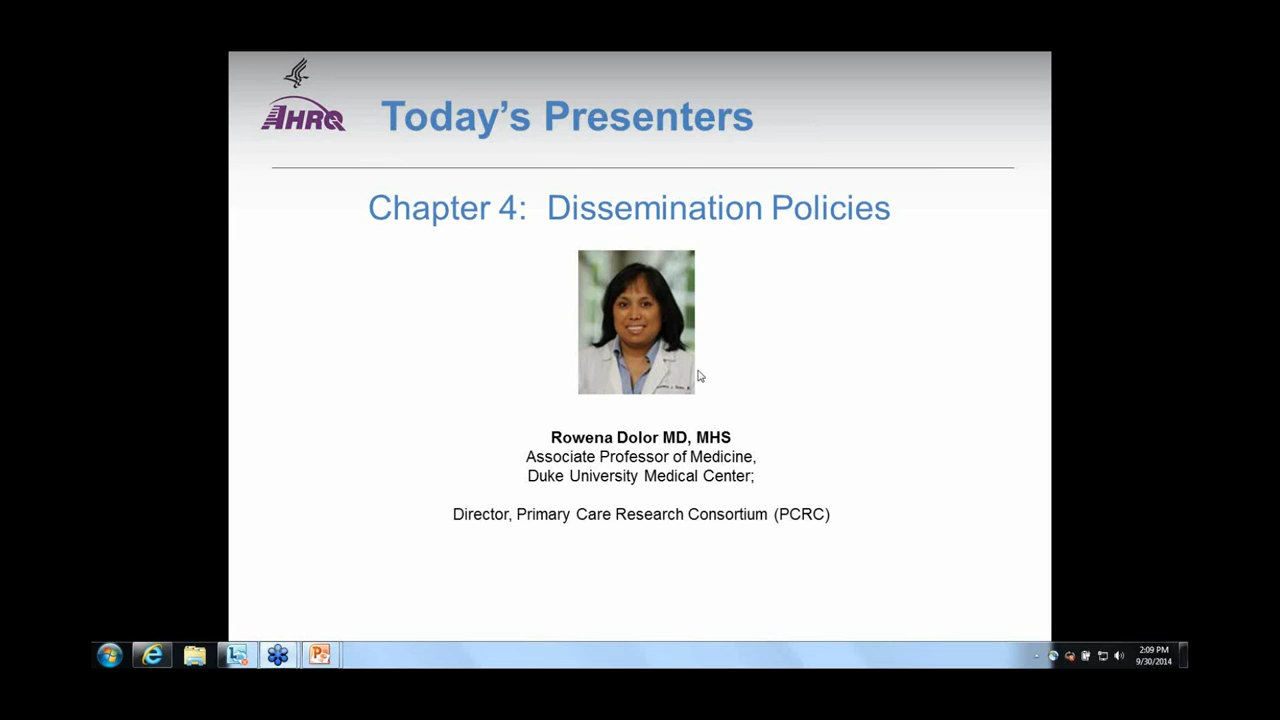 AHRQ
Today's Presenters
Chapter 4: Dissemination Policies
Rowena Dolor MD, MHS
Associate Professor of Medicine,
Duke University Medical Center;
Director, Primary Care Research Consortium (PCRC)
2:09 PM
9/30/2014